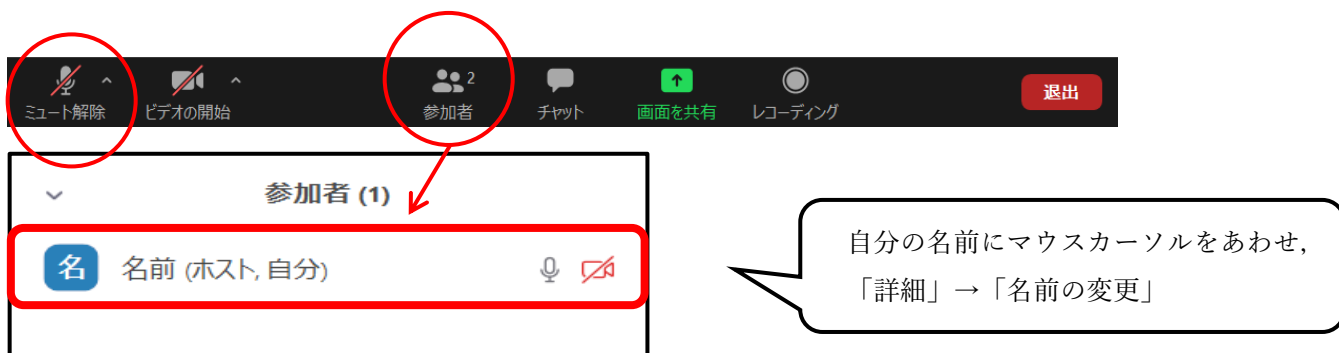 2
ミュート解除 ビデオの開始 参加者 チャット 画面を共有 レコーディング 退出
参加者 (1)
名 名前 (ホスト, 自分)
自分の名前にマウスカーソルをあわせ,
「詳細」→「名前の変更」